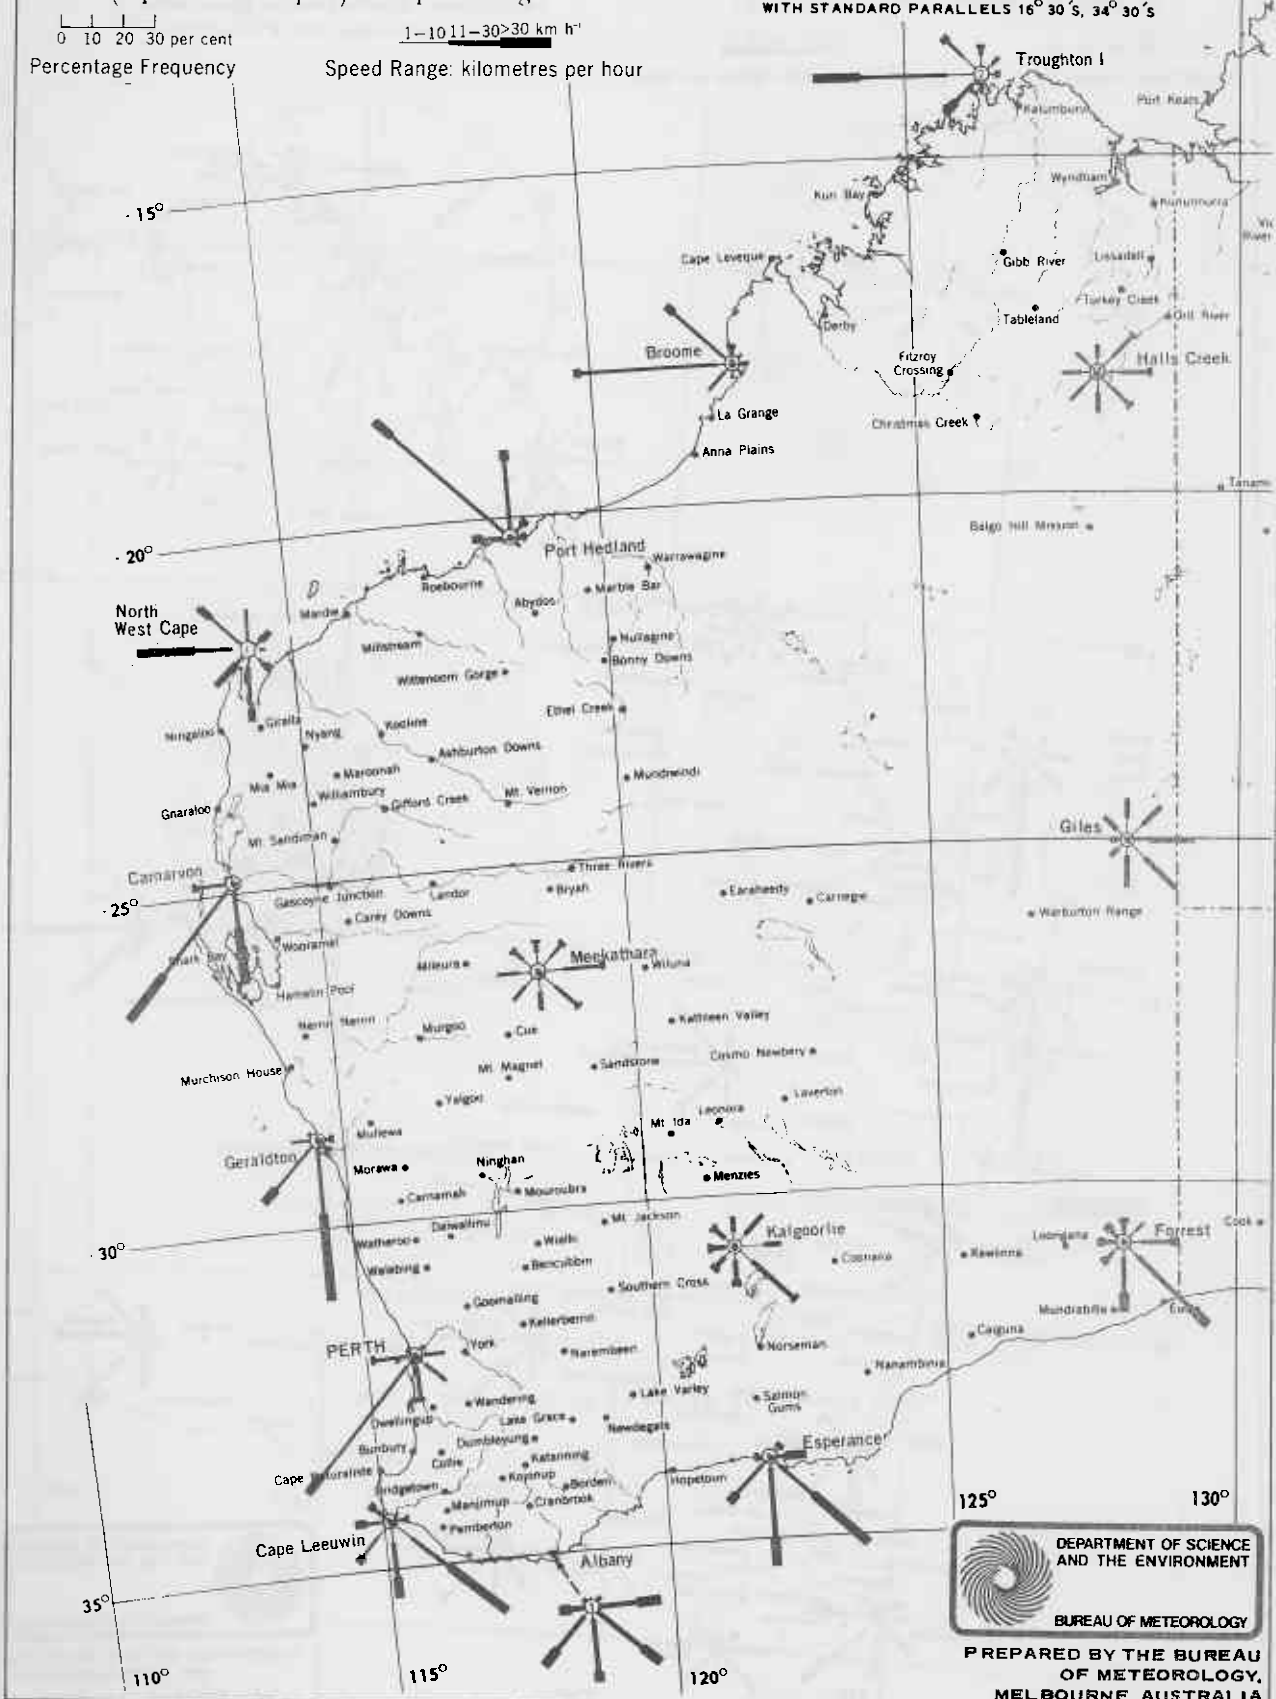 WITH STANDARD PARALLELS 16° 30´S, 34° 30´S
0 10 20 30 per cent
Percentage Frequency
1–10 11–30 >30 km h⁻¹
Speed Range: kilometres per hour
Troughton I
Kalumburu
Port Keats
Wyndham
Kununurra
15°
Kuri Bay
River
Cape Leveque
Gibb River
Lissadell
Turkey Creek
Ord River
Tableland
Derby
Broome
Fitzroy
Crossing
Halls Creek
La Grange
Christmas Creek
Anna Plains
Tanami
Balgo Hill Mission
20°
Port Hedland
Warrawagine
Roebourne
Marble Bar
Abydos
North
West Cape
Mardie
Millstream
Nullagine
Bonny Downs
Wittenoom Gorge
Ethel Creek
Ningaloo
Giralia
Nyang
Kooline
Ashburton Downs
Mundiwindi
Mia Mia
Maroonah
Williambury
Gifford Creek
Mt. Vernon
Gnaraloo
Mt Sandiman
Giles
Carnarvon
Three Rivers
Gascoyne Junction
Landor
Bryah
Earaheedy
Carnegie
25°
Carey Downs
Warburton Range
Wooramel
Shark Bay
Meekathara
Mileura
Wiluna
Hamelin Pool
Nerrin Nerrin
Murgoo
Cue
Kathleen Valley
Mt Magnet
Sandstone
Cosmo Newbery
Murchison House
Yalgoo
Laverton
Mullewa
Mt Ida
Leonora
Geraldton
Morawa
Ninghan
Menzies
Carnamah
Mouroubra
Dalwallinu
Mt Jackson
Kalgoorlie
Loongana
Forrest
Cook
30°
Watheroo
Wialki
Coonana
Rawlinna
Walebing
Bencubbin
Southern Cross
Goomalling
Mundrabilla
Eucla
Kellerberrin
Caiguna
PERTH
York
Narembeen
Norseman
Nanambinia
Wandering
Lake Varley
Salmon
Gums
Dwellingup
Lake Grace
Newdegate
Bunbury
Dumbleyung
Esperance
Collie
Katanning
Cape Naturaliste
Kojonup
Hopetoun
Bridgetown
Borden
Manjimup
Cranbrook
Pemberton
125°
130°
Cape Leeuwin
Albany
DEPARTMENT OF SCIENCE
AND THE ENVIRONMENT
BUREAU OF METEOROLOGY
35°
PREPARED BY THE BUREAU
OF METEOROLOGY,
MELBOURNE AUSTRALIA
110°
115°
120°